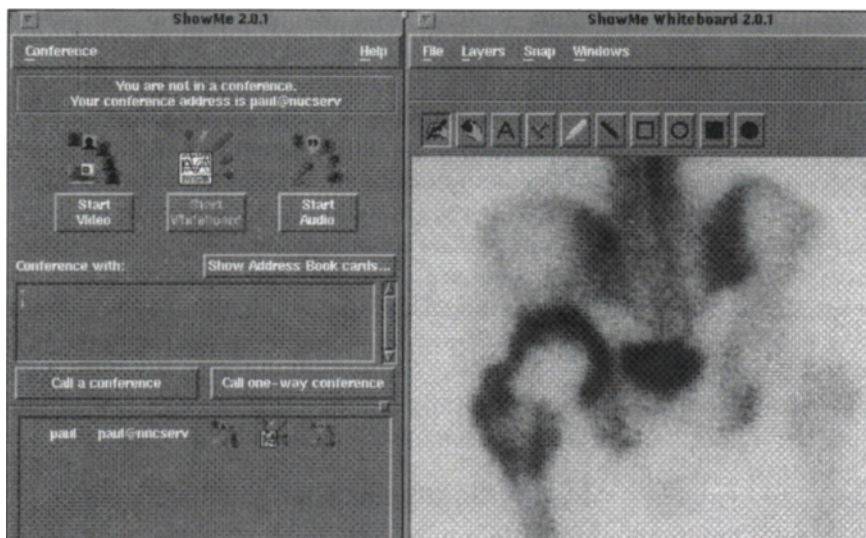 ShowMe 2.0.1
Conference Help
You are not in a conference.
Your conference address is paul@nucserv
Start Video
Start Whiteboard
Start Audio
Conference with:
Show Address Book cards...
Call a conference
Call one-way conference
paul paul@nucserv
ShowMe Whiteboard 2.0.1
File Layers Snap Windows
A